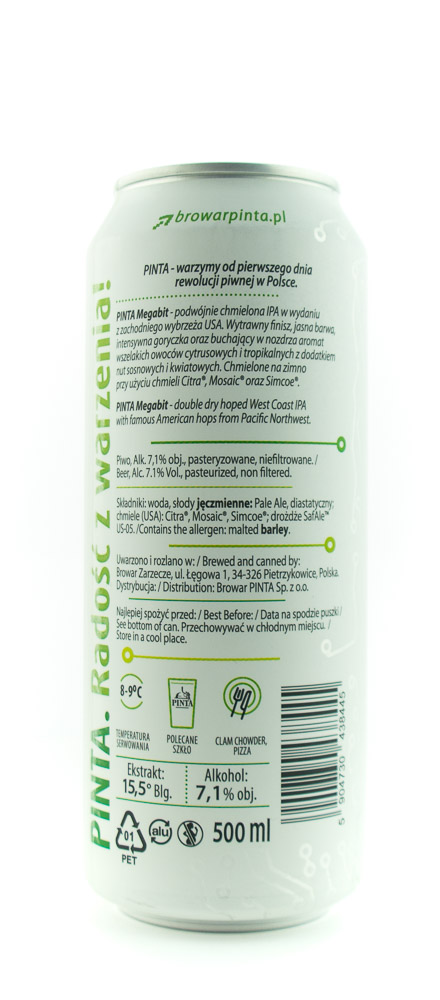 browarpinta.pl
PINTA - warzymy od pierwszego dnia
rewolucji piwnej w Polsce.
PINTA. Radość z warzenia!
PINTA Megabit - podwójnie chmielona IPA w wydaniu
z zachodniego wybrzeża USA. Wytrawny finisz, jasna barwa,
intensywna goryczka oraz buchający w nozdrza aromat
wszelakich owoców cytrusowych i tropikalnych z dodatkiem
nut sosnowych i kwiatowych. Chmielone na zimno
przy użyciu chmieli Citra®, Mosaic® oraz Simcoe®.
PINTA Megabit - double dry hoped West Coast IPA
with famous American hops from Pacific Northwest.
Piwo, Alk. 7,1% obj., pasteryzowane, niefiltrowane. /
Beer, Alc. 7.1% Vol., pasteurized, non filtered.
Składniki: woda, słody jęczmienne: Pale Ale, diastatyczny;
chmiele (USA): Citra®, Mosaic®, Simcoe®; drożdże SafAle™
US-05. /Contains the allergen: malted barley.
Uwarzono i rozlano w: / Brewed and canned by:
Browar Zarzecze, ul. Łęgowa 1, 34-326 Pietrzykowice, Polska.
Dystrybucja: / Distribution: Browar PINTA Sp. z o.o.
Najlepiej spożyć przed: / Best Before: / Data na spodzie puszki /
See bottom of can. Przechowywać w chłodnym miejscu. /
Store in a cool place.
8-9°C
PINTA
TEMPERATURA
SERWOWANIA
POLECANE
SZKŁO
CLAM CHOWDER,
PIZZA
Ekstrakt:
15,5° Blg.
Alkohol:
7,1% obj.
01
PET
alu
500 ml
5 904730 438445